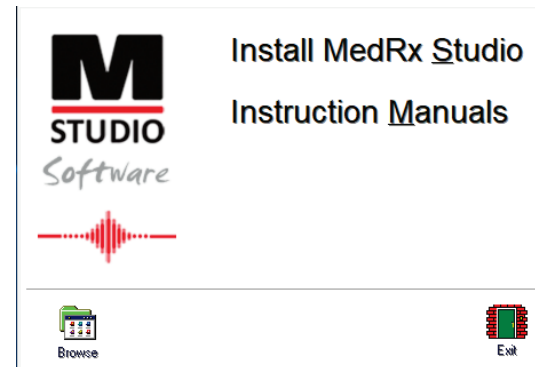 M
STUDIO
Software
Install MedRx Studio
Instruction Manuals
Browse
Exit